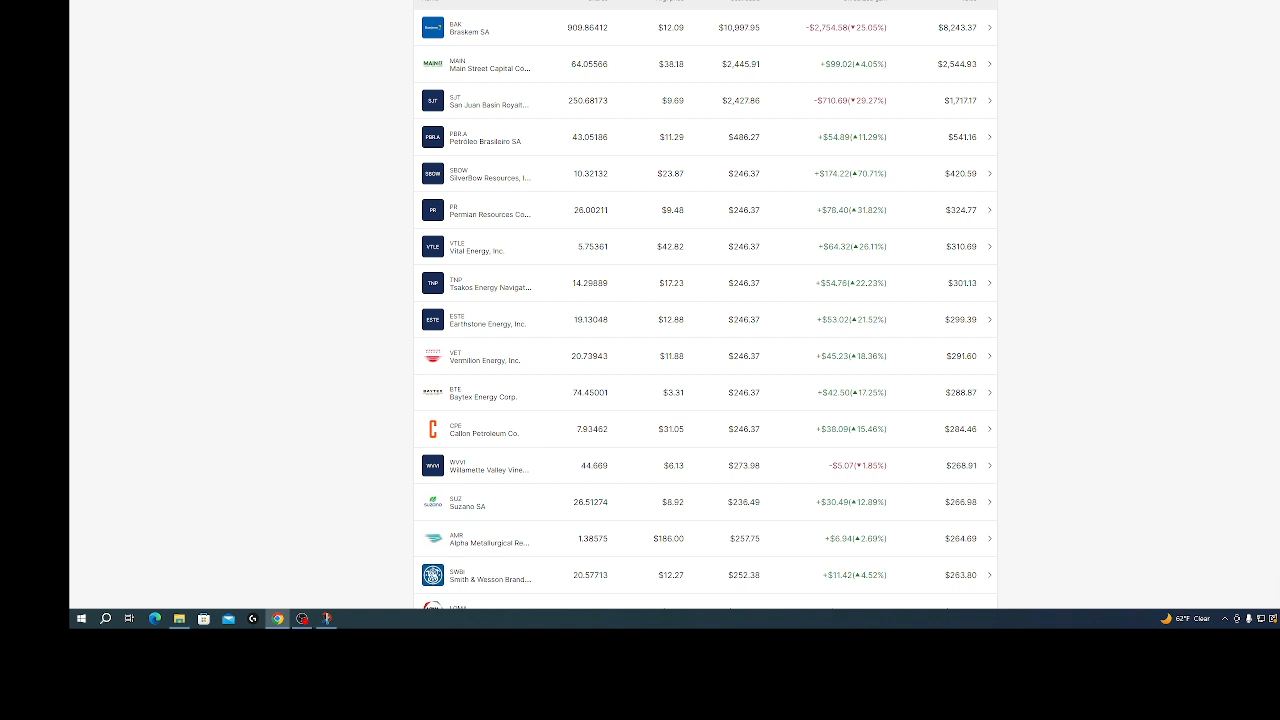 BAK
Braskem SA
909.86412 $12.09 $10,997.95 -$2,754.58(▼25.05%) $8,243.37
MAIN
Main Street Capital Co...
64.05566 $38.18 $2,445.91 +$99.02(▲4.05%) $2,544.93
SJT
San Juan Basin Royalt...
250.68175 $9.69 $2,427.86 -$710.69(▼29.27%) $1,717.17
PBR.A
Petróleo Brasileiro SA
43.05186 $11.29 $486.27 +$54.89(▲11.29%) $541.16
SBOW
SilverBow Resources, I...
10.32132 $23.87 $246.37 +$174.22(▲70.71%) $420.59
PR
Permian Resources Co...
26.00211 $9.48 $246.37 +$78.40(▲31.82%) $324.77
VTLE
Vital Energy, Inc.
5.75361 $42.82 $246.37 +$64.32(▲26.11%) $310.69
TNP
Tsakos Energy Navigat...
14.29889 $17.23 $246.37 +$54.76(▲22.23%) $301.13
ESTE
Earthstone Energy, Inc.
19.13048 $12.88 $246.37 +$53.02(▲21.52%) $299.39
VET
Vermilion Energy, Inc.
$11.88 $246.37 $291.60
BTE
Baytex Energy Corp.
74.45001 $3.31 $246.37 +$42.50(▲17.25%) $288.87
CPE
Callon Petroleum Co.
7.93462 $31.05 $246.37 +$38.09(▲15.46%) $284.46
WVVI
Willamette Valley Vine...
44.669 $6.13 $273.98 -$5.07(▼1.85%) $268.91
SUZ
Suzano SA
26.51274 $8.92 $236.49 +$30.49(▲12.89%) $266.98
AMR
Alpha Metallurgical Re...
1.38575 $186.00 $257.75 +$6.94(▲2.69%) $264.69
SWBI
Smith & Wesson Brand...
20.57713 $12.27 $252.38 +$11.42(▲4.52%) $263.80
62°F Clear